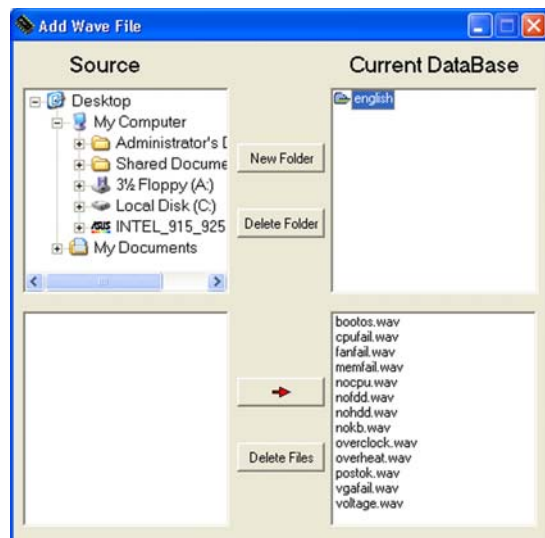 Add Wave File
Source
Current DataBase
Desktop
My Computer
Administrator's D
Shared Docume
3½ Floppy (A:)
Local Disk (C:)
ASUS INTEL_915_925
My Documents
english
New Folder
Delete Folder
bootos.wav
cpufail.wav
fanfail.wav
memfail.wav
nocpu.wav
nofdd.wav
nohdd.wav
nokb.wav
overclock.wav
overheat.wav
postok.wav
vgafail.wav
voltage.wav
Delete Files